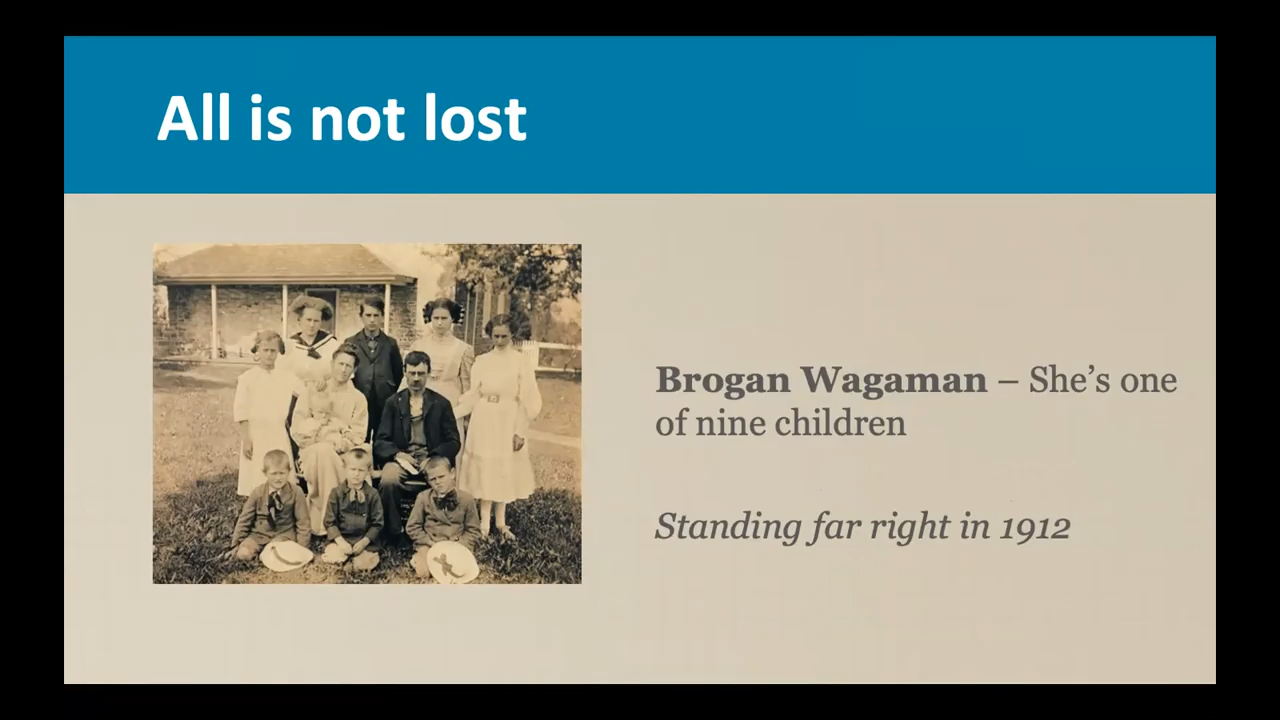 All is not lost
Brogan Wagaman – She’s one
of nine children
Standing far right in 1912